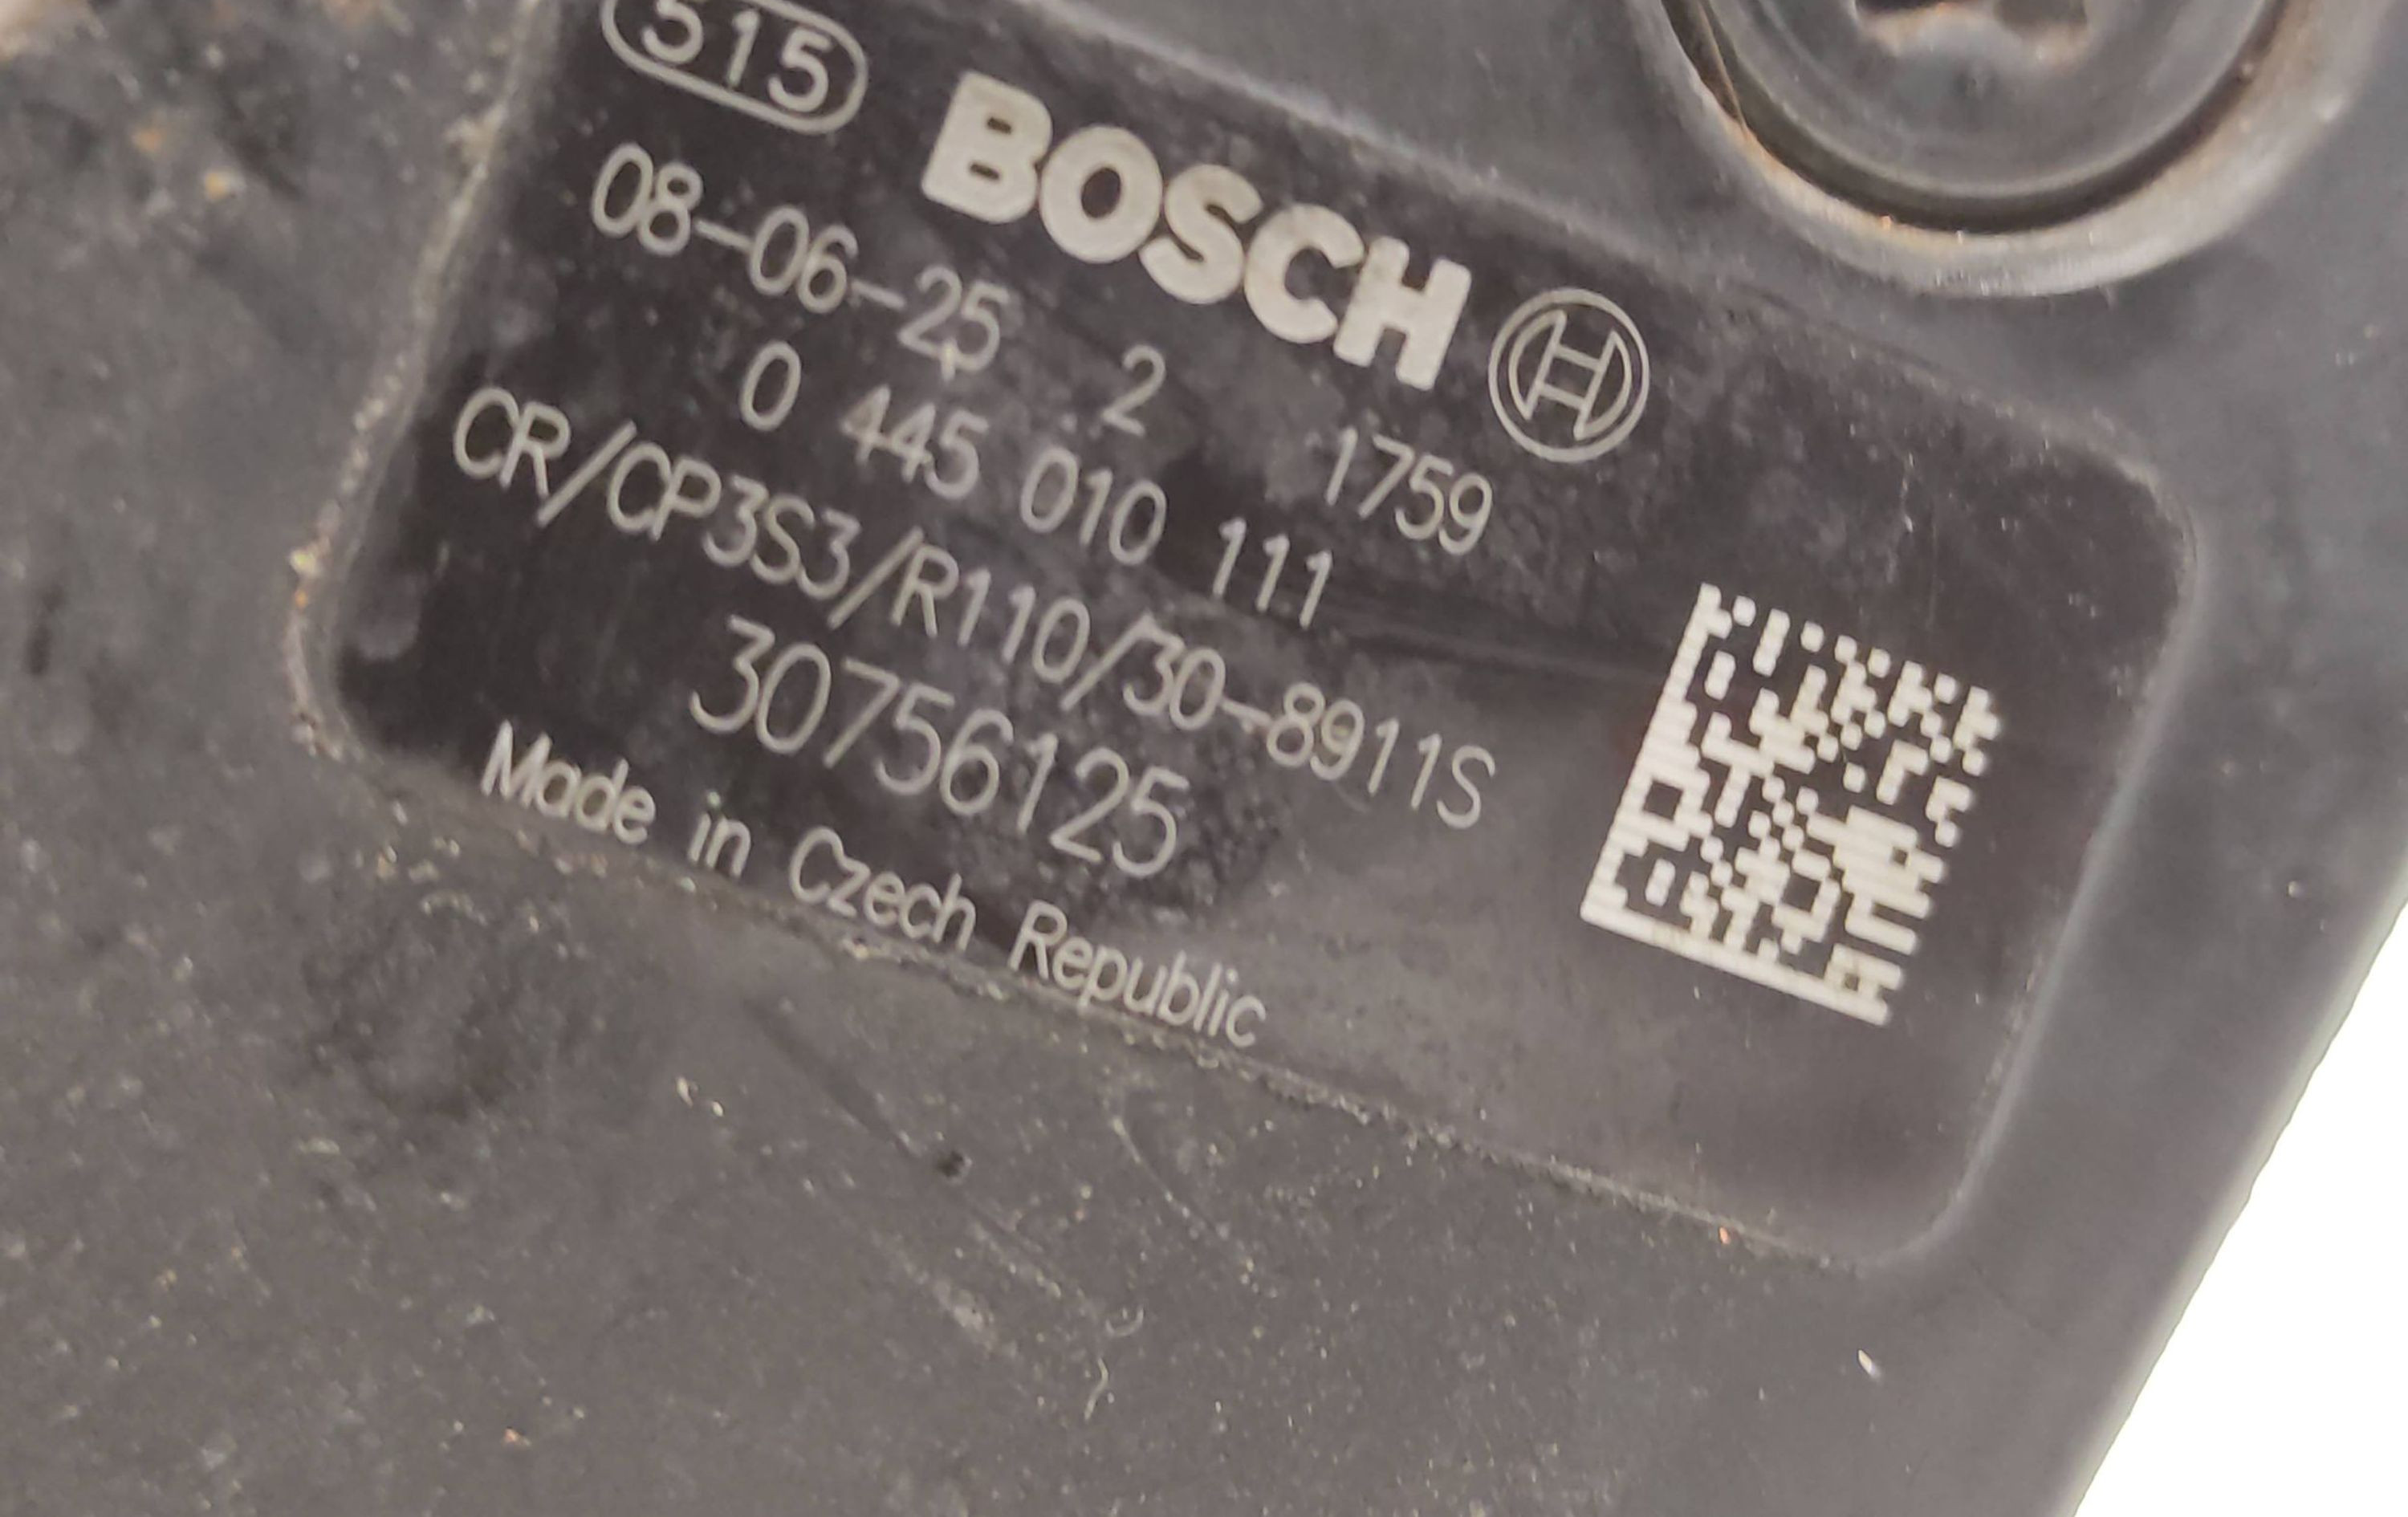 515
BOSCH
08-06-25 2 1759
0 445 010 111
CR/CP3S3/R110/30-8911S
30756125
Made in Czech Republic